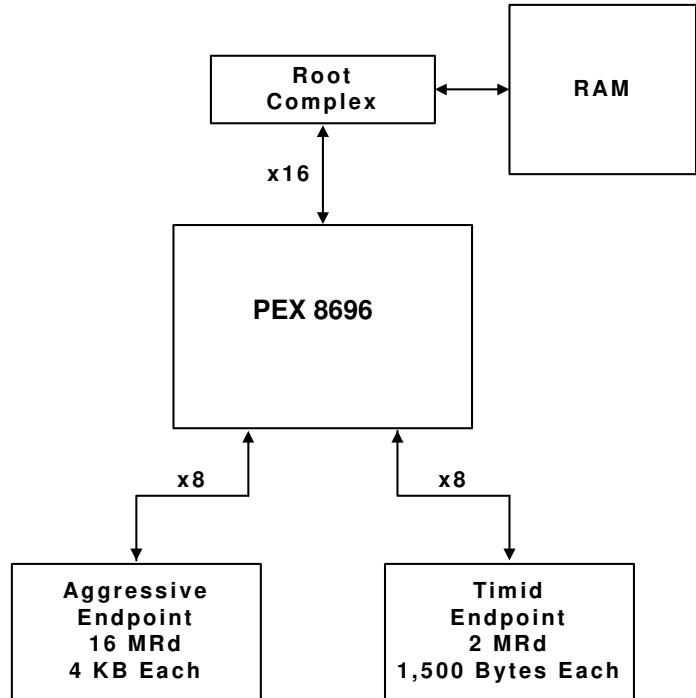 Root
Complex
RAM
x16
PEX 8696
x8
x8
Aggressive
Endpoint
16 MRd
4 KB Each
Timid
Endpoint
2 MRd
1,500 Bytes Each